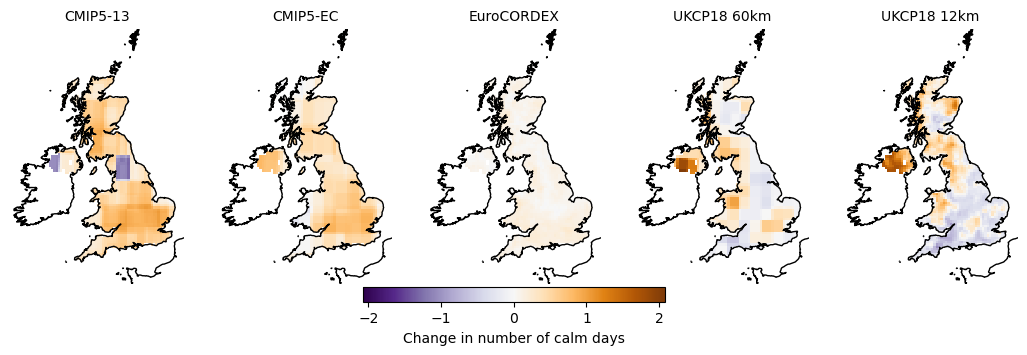 CMIP5-13 CMIP5-EC EuroCORDEX UKCP18 60km UKCP18 12km
−2 −1 0 1 2
Change in number of calm days